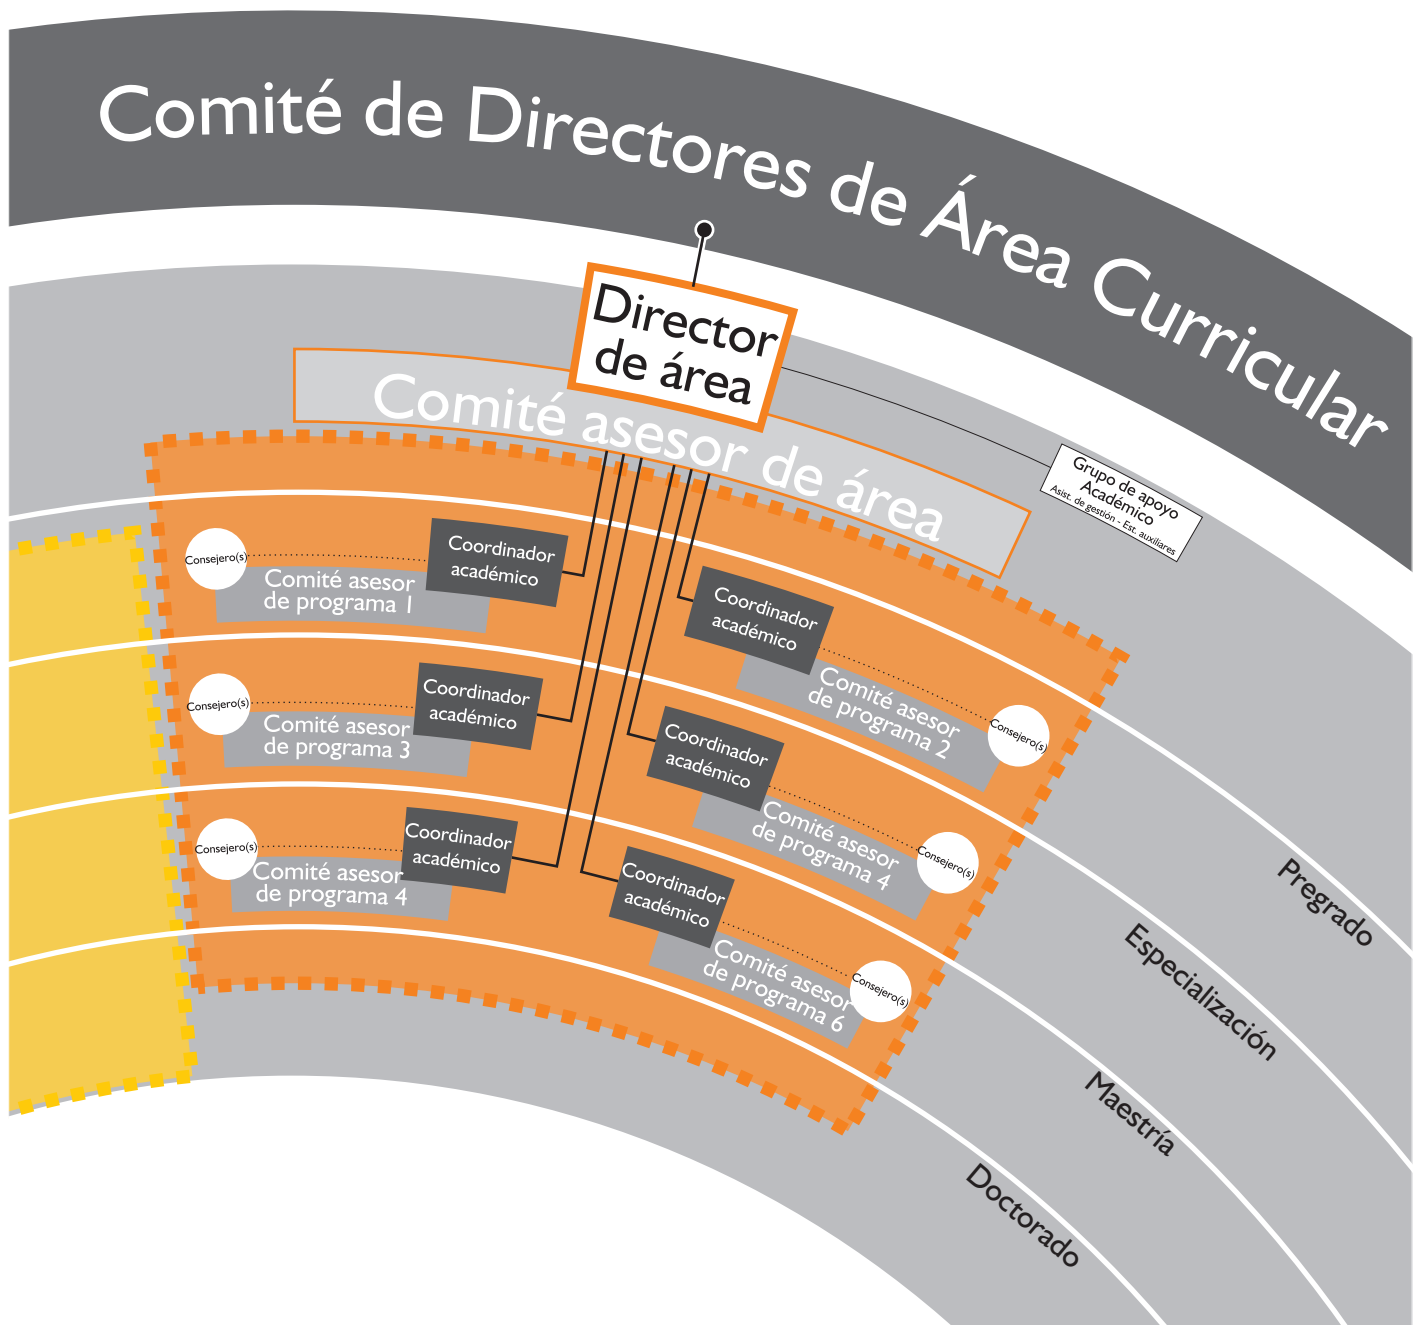 Comité de Directores de Área Curricular
Director
de área
Comité asesor de área
Grupo de apoyo
Académico
Asist. de gestión - Est. auxiliares
Consejero(s)
Coordinador
académico
Comité asesor
de programa 1
Coordinador
académico
Comité asesor
de programa 2
Consejero(s)
Consejero(s)
Coordinador
académico
Comité asesor
de programa 3
Coordinador
académico
Comité asesor
de programa 4
Consejero(s)
Consejero(s)
Coordinador
académico
Comité asesor
de programa 4
Coordinador
académico
Comité asesor
de programa 6
Consejero(s)
Pregrado
Especialización
Maestría
Doctorado